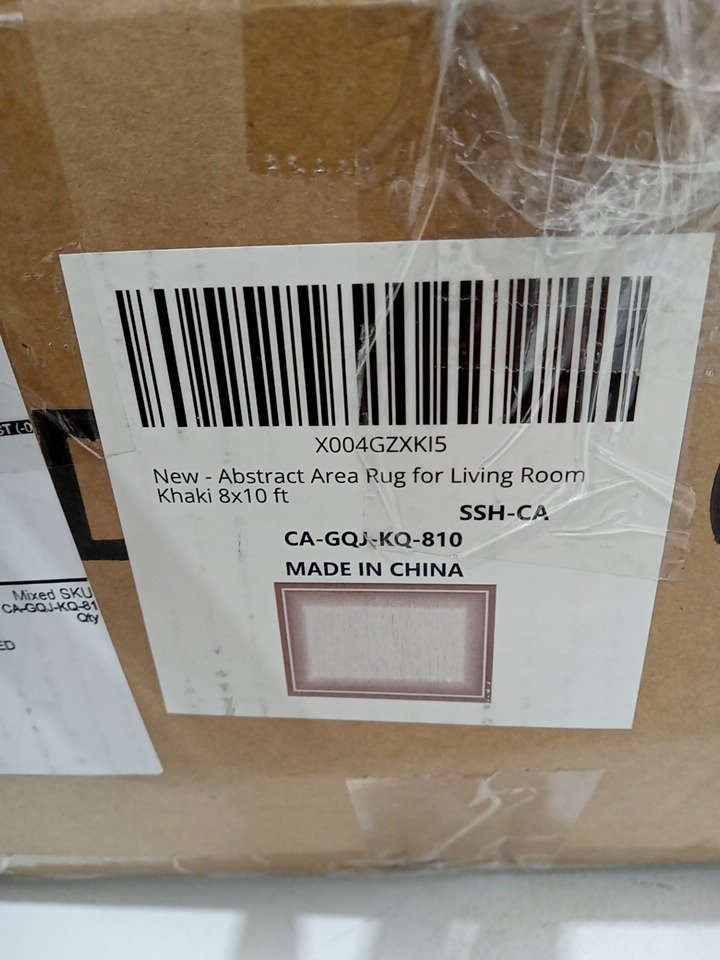 X004GZXKI5
New - Abstract Area Rug for Living Room
Khaki 8x10 ft
SSH-CA
CA-GQJ-KQ-810
MADE IN CHINA
Mixed SKU
CA-GQJ-KQ-81
Qty